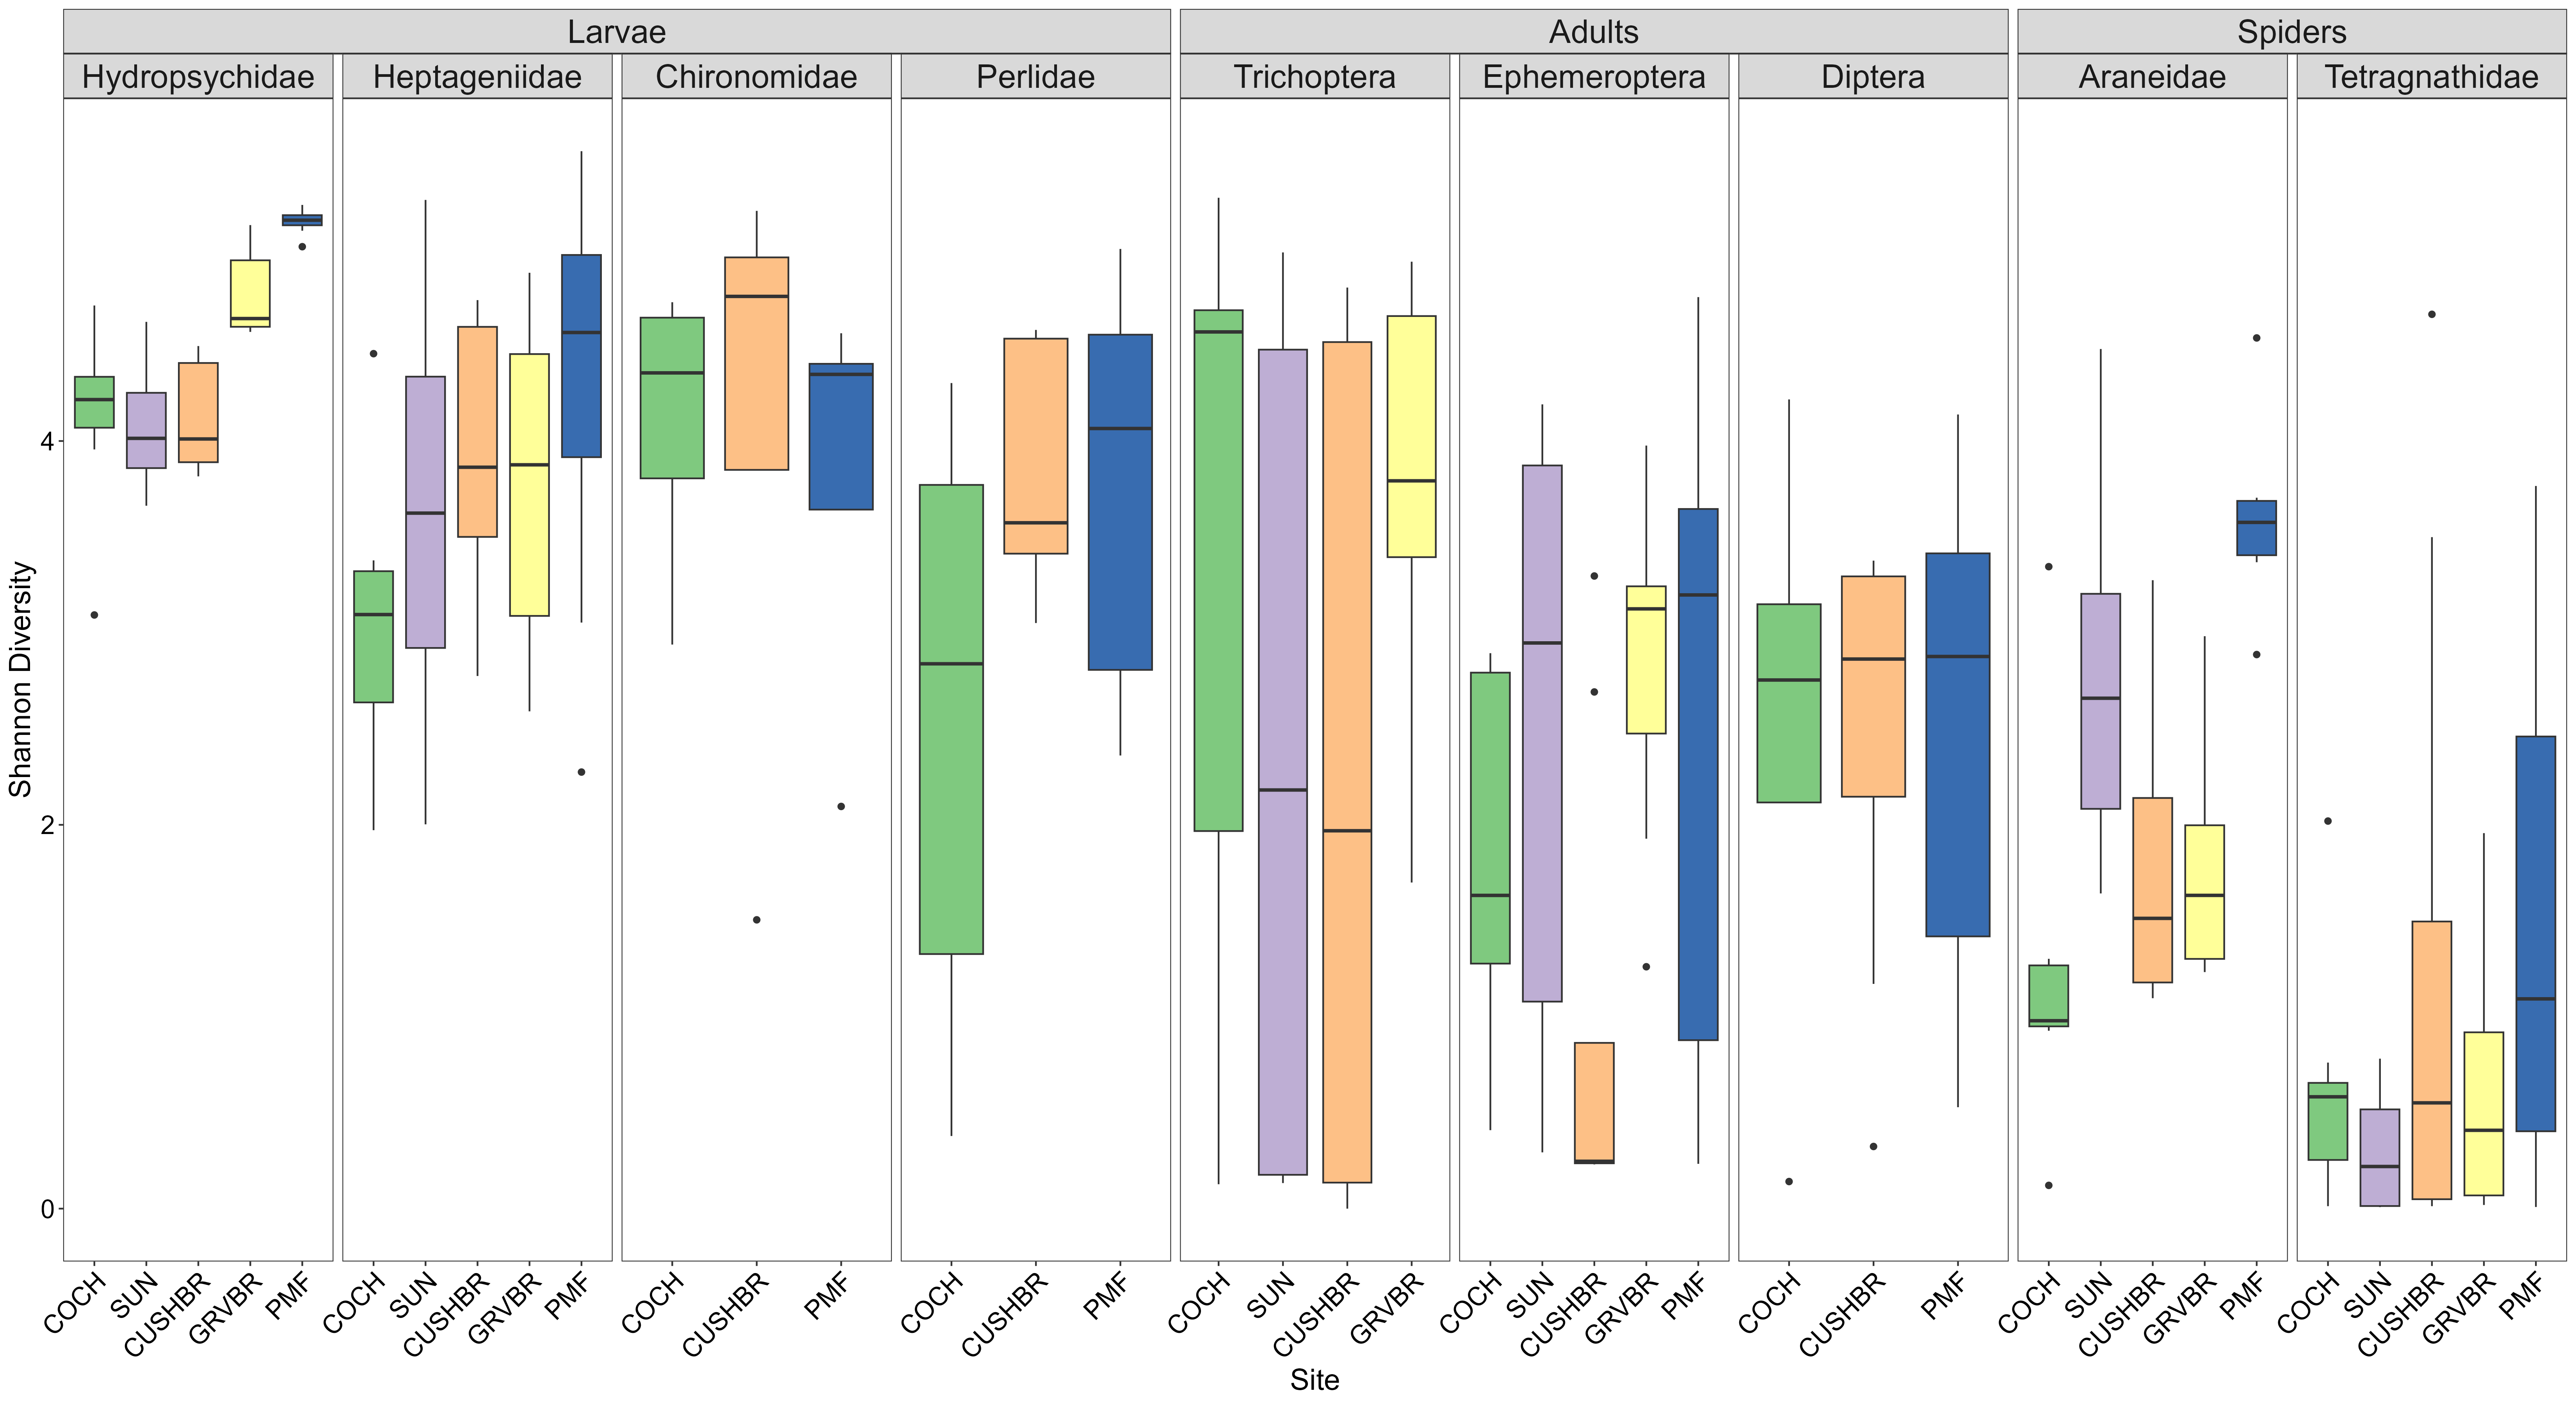 Larvae Adults Spiders
Hydropsychidae Heptageniidae Chironomidae Perlidae Trichoptera Ephemeroptera Diptera Araneidae Tetragnathidae
Shannon Diversity
4
2
0
COCH SUN CUSHBR GRVBR PMF COCH SUN CUSHBR GRVBR PMF COCH CUSHBR PMF COCH CUSHBR PMF COCH SUN CUSHBR GRVBR COCH SUN CUSHBR GRVBR PMF COCH CUSHBR PMF COCH SUN CUSHBR GRVBR PMF COCH SUN CUSHBR GRVBR PMF
Site